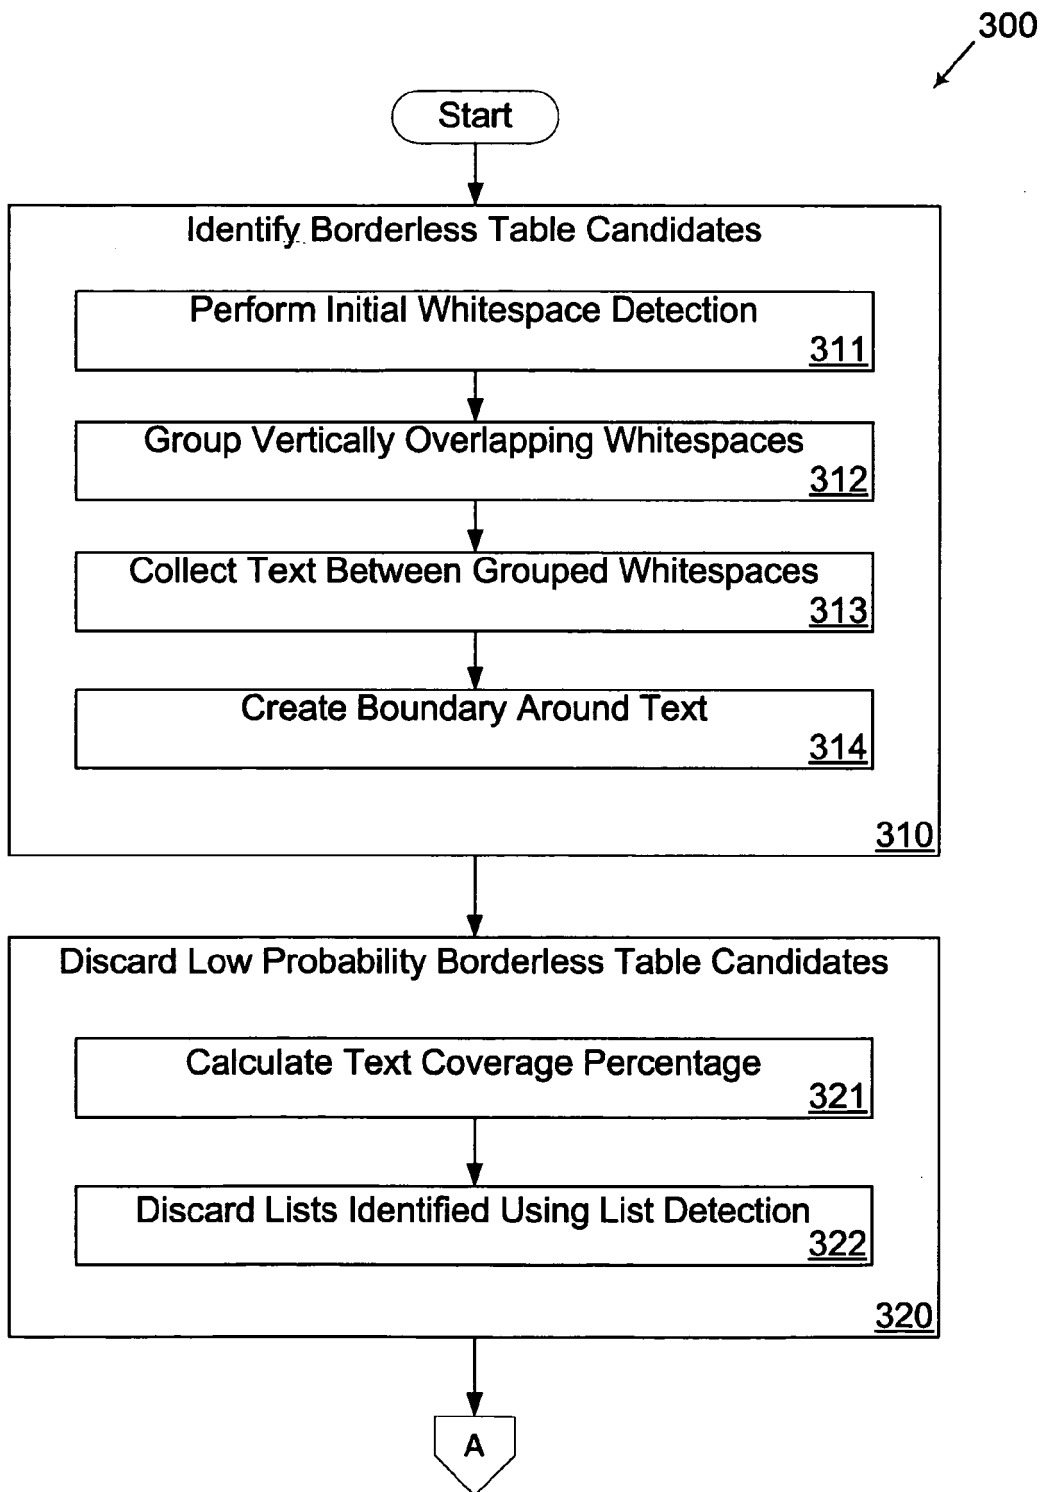 300
Start
Identify Borderless Table Candidates
Perform Initial Whitespace Detection
311
Group Vertically Overlapping Whitespaces
312
Collect Text Between Grouped Whitespaces
313
Create Boundary Around Text
314
310
Discard Low Probability Borderless Table Candidates
Calculate Text Coverage Percentage
321
Discard Lists Identified Using List Detection
322
320
A